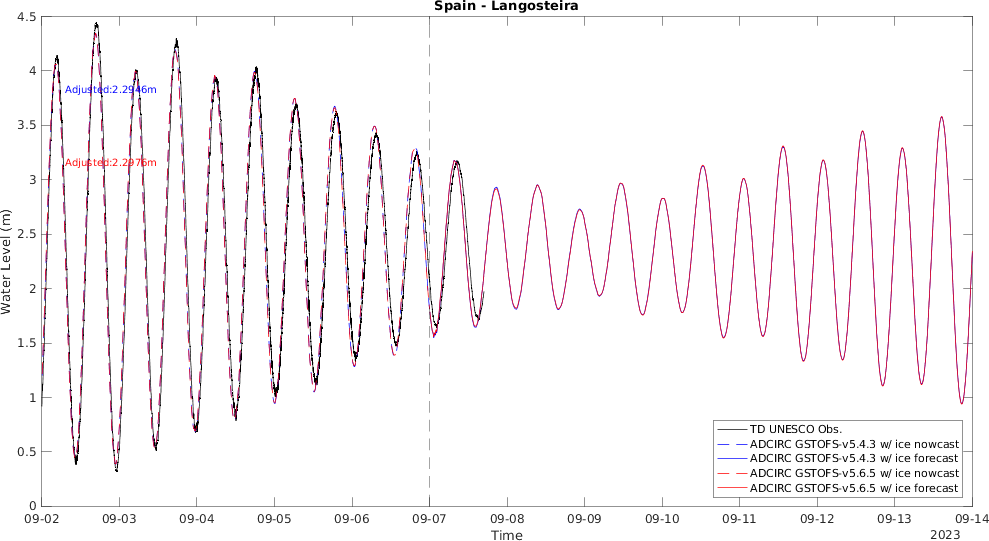 Spain - Langosteira
4.5
4
3.5
3
2.5
2
1.5
1
0.5
0
Water Level (m)
Adjusted:2.2946m
Adjusted:2.2976m
TD UNESCO Obs.
ADCIRC GSTOFS-v5.4.3 w/ ice nowcast
ADCIRC GSTOFS-v5.4.3 w/ ice forecast
ADCIRC GSTOFS-v5.6.5 w/ ice nowcast
ADCIRC GSTOFS-v5.6.5 w/ ice forecast
09-02 09-03 09-04 09-05 09-06 09-07 09-08 09-09 09-10 09-11 09-12 09-13 09-14
Time
2023